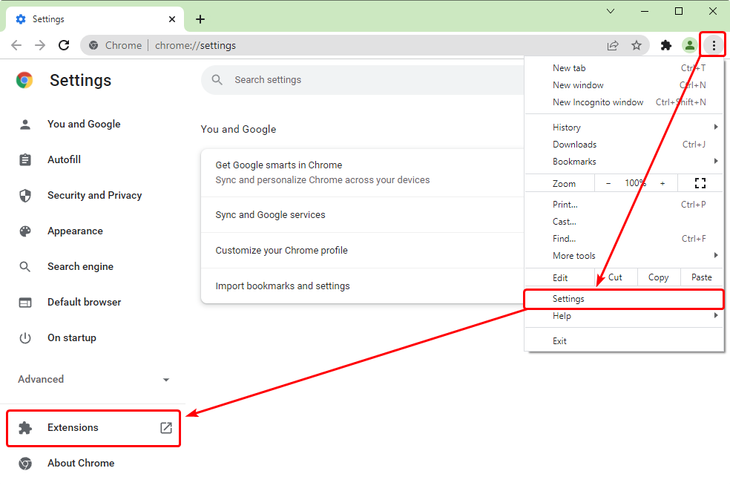 Settings
Chrome
chrome://settings
Settings
Search settings
You and Google
Autofill
Security and Privacy
Appearance
Search engine
Default browser
On startup
Advanced
Extensions
About Chrome
You and Google
Get Google smarts in Chrome
Sync and personalize Chrome across your devices
Sync and Google services
Customize your Chrome profile
Import bookmarks and settings
New tab Ctrl+T
New window Ctrl+N
New Incognito window Ctrl+Shift+N
History
Downloads Ctrl+J
Bookmarks
Zoom - 100% +
Print... Ctrl+P
Cast...
Find... Ctrl+F
More tools
Edit Cut Copy Paste
Settings
Help
Exit